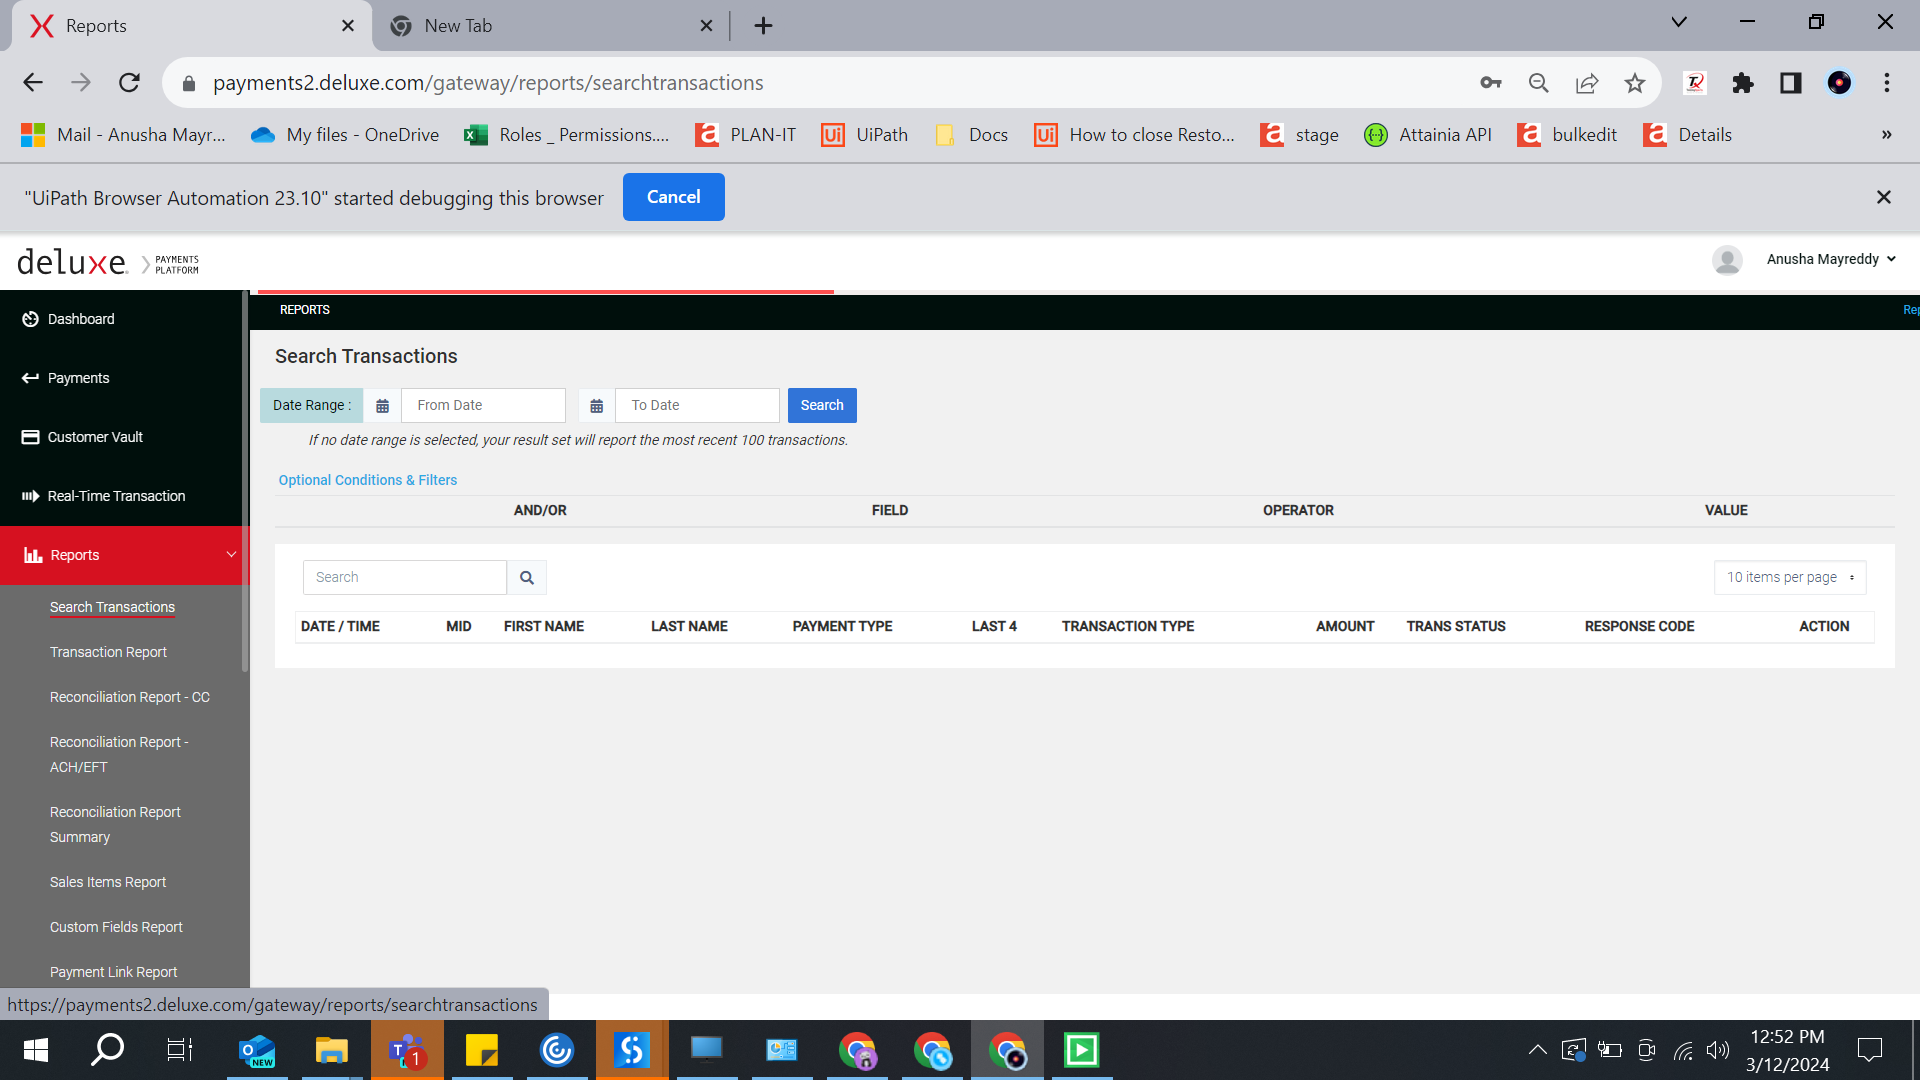 Reports
New Tab
payments2.deluxe.com/gateway/reports/searchtransactions
Mail - Anusha Mayr...
My files - OneDrive
Roles _ Permissions....
PLAN-IT
UiPath
Docs
How to close Resto...
stage
Attainia API
bulkedit
Details
»
"UiPath Browser Automation 23.10" started debugging this browser
Cancel
deluxe.
PAYMENTS
PLATFORM
Anusha Mayreddy
Dashboard
Payments
Customer Vault
Real-Time Transaction
Reports
Search Transactions
Transaction Report
Reconciliation Report - CC
Reconciliation Report -
ACH/EFT
Reconciliation Report
Summary
Sales Items Report
Custom Fields Report
Payment Link Report
REPORTS
Rep
Search Transactions
Date Range :
From Date
To Date
Search
If no date range is selected, your result set will report the most recent 100 transactions.
Optional Conditions & Filters
AND/OR FIELD OPERATOR VALUE
Search
10 items per page
DATE / TIME MID FIRST NAME LAST NAME PAYMENT TYPE LAST 4 TRANSACTION TYPE AMOUNT TRANS STATUS RESPONSE CODE ACTION
https://payments2.deluxe.com/gateway/reports/searchtransactions
NEW
1
12:52 PM
3/12/2024